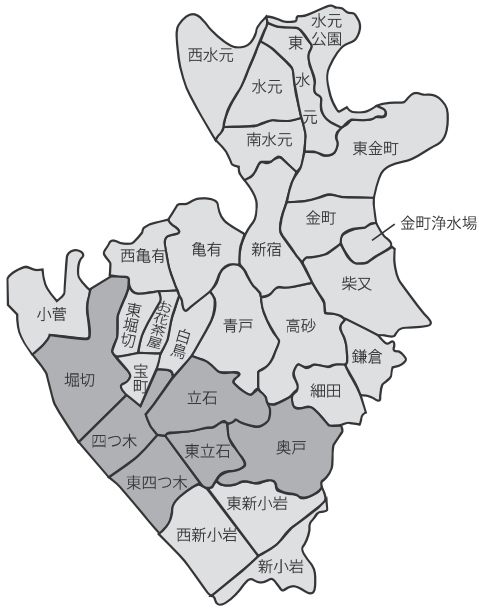 水元
公園
西水元
東水元
水元
南水元
東金町
金町
金町浄水場
新宿
亀有
西亀有
柴又
小菅
東堀切
お花茶屋
白鳥
青戸
高砂
鎌倉
堀切
宝町
立石
細田
四つ木
東立石
奥戸
東四つ木
東新小岩
西新小岩
新小岩